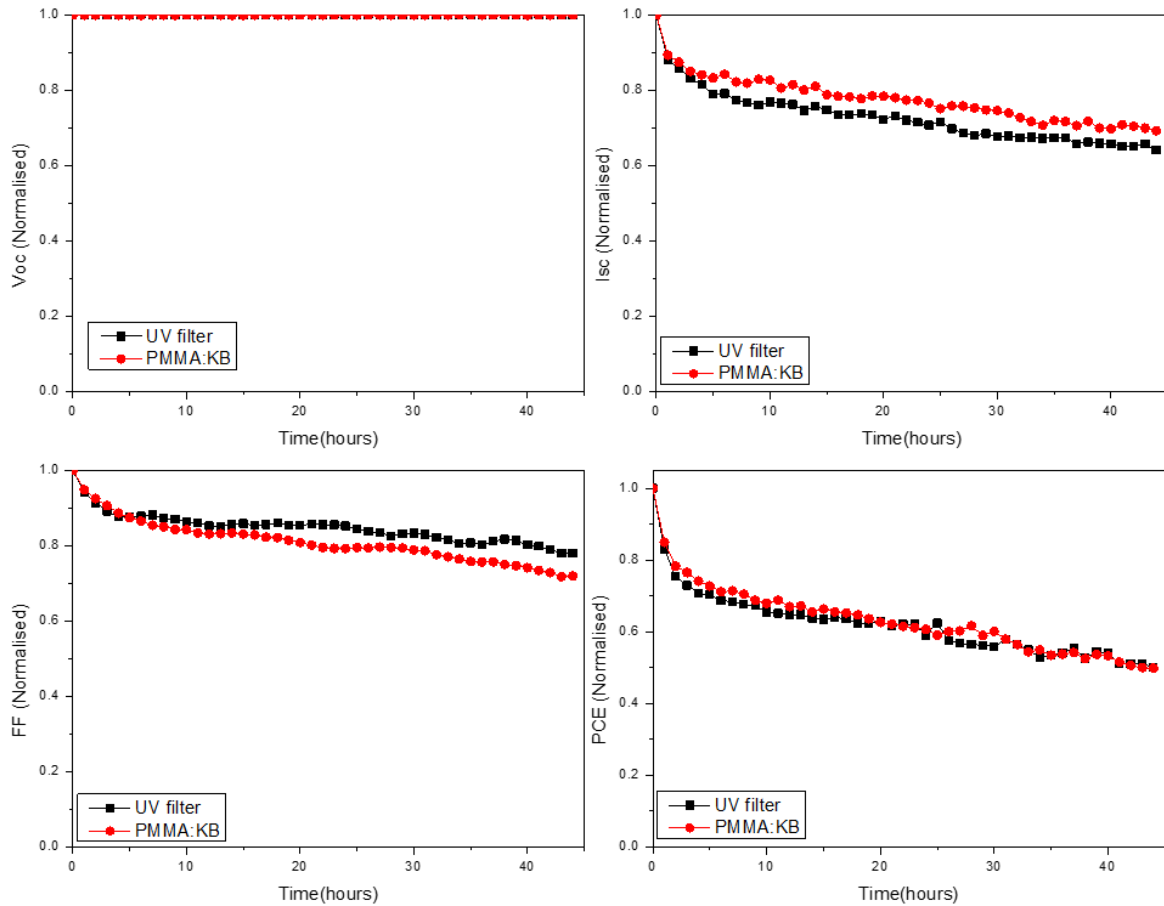 1.0
0.8
0.6
0.4
0.2
0.0
Voc (Normalised)
UV filter
PMMA:KB
0 10 20 30 40
Time(hours)
1.0
0.8
0.6
0.4
0.2
0.0
Isc (Normalised)
UV filter
PMMA:KB
0 10 20 30 40
Time(hours)
1.0
0.8
0.6
0.4
0.2
0.0
FF (Normalised)
UV filter
PMMA:KB
0 10 20 30 40
Time(hours)
1.0
0.8
0.6
0.4
0.2
0.0
PCE (Normalised)
UV filter
PMMA:KB
0 10 20 30 40
Time(hours)